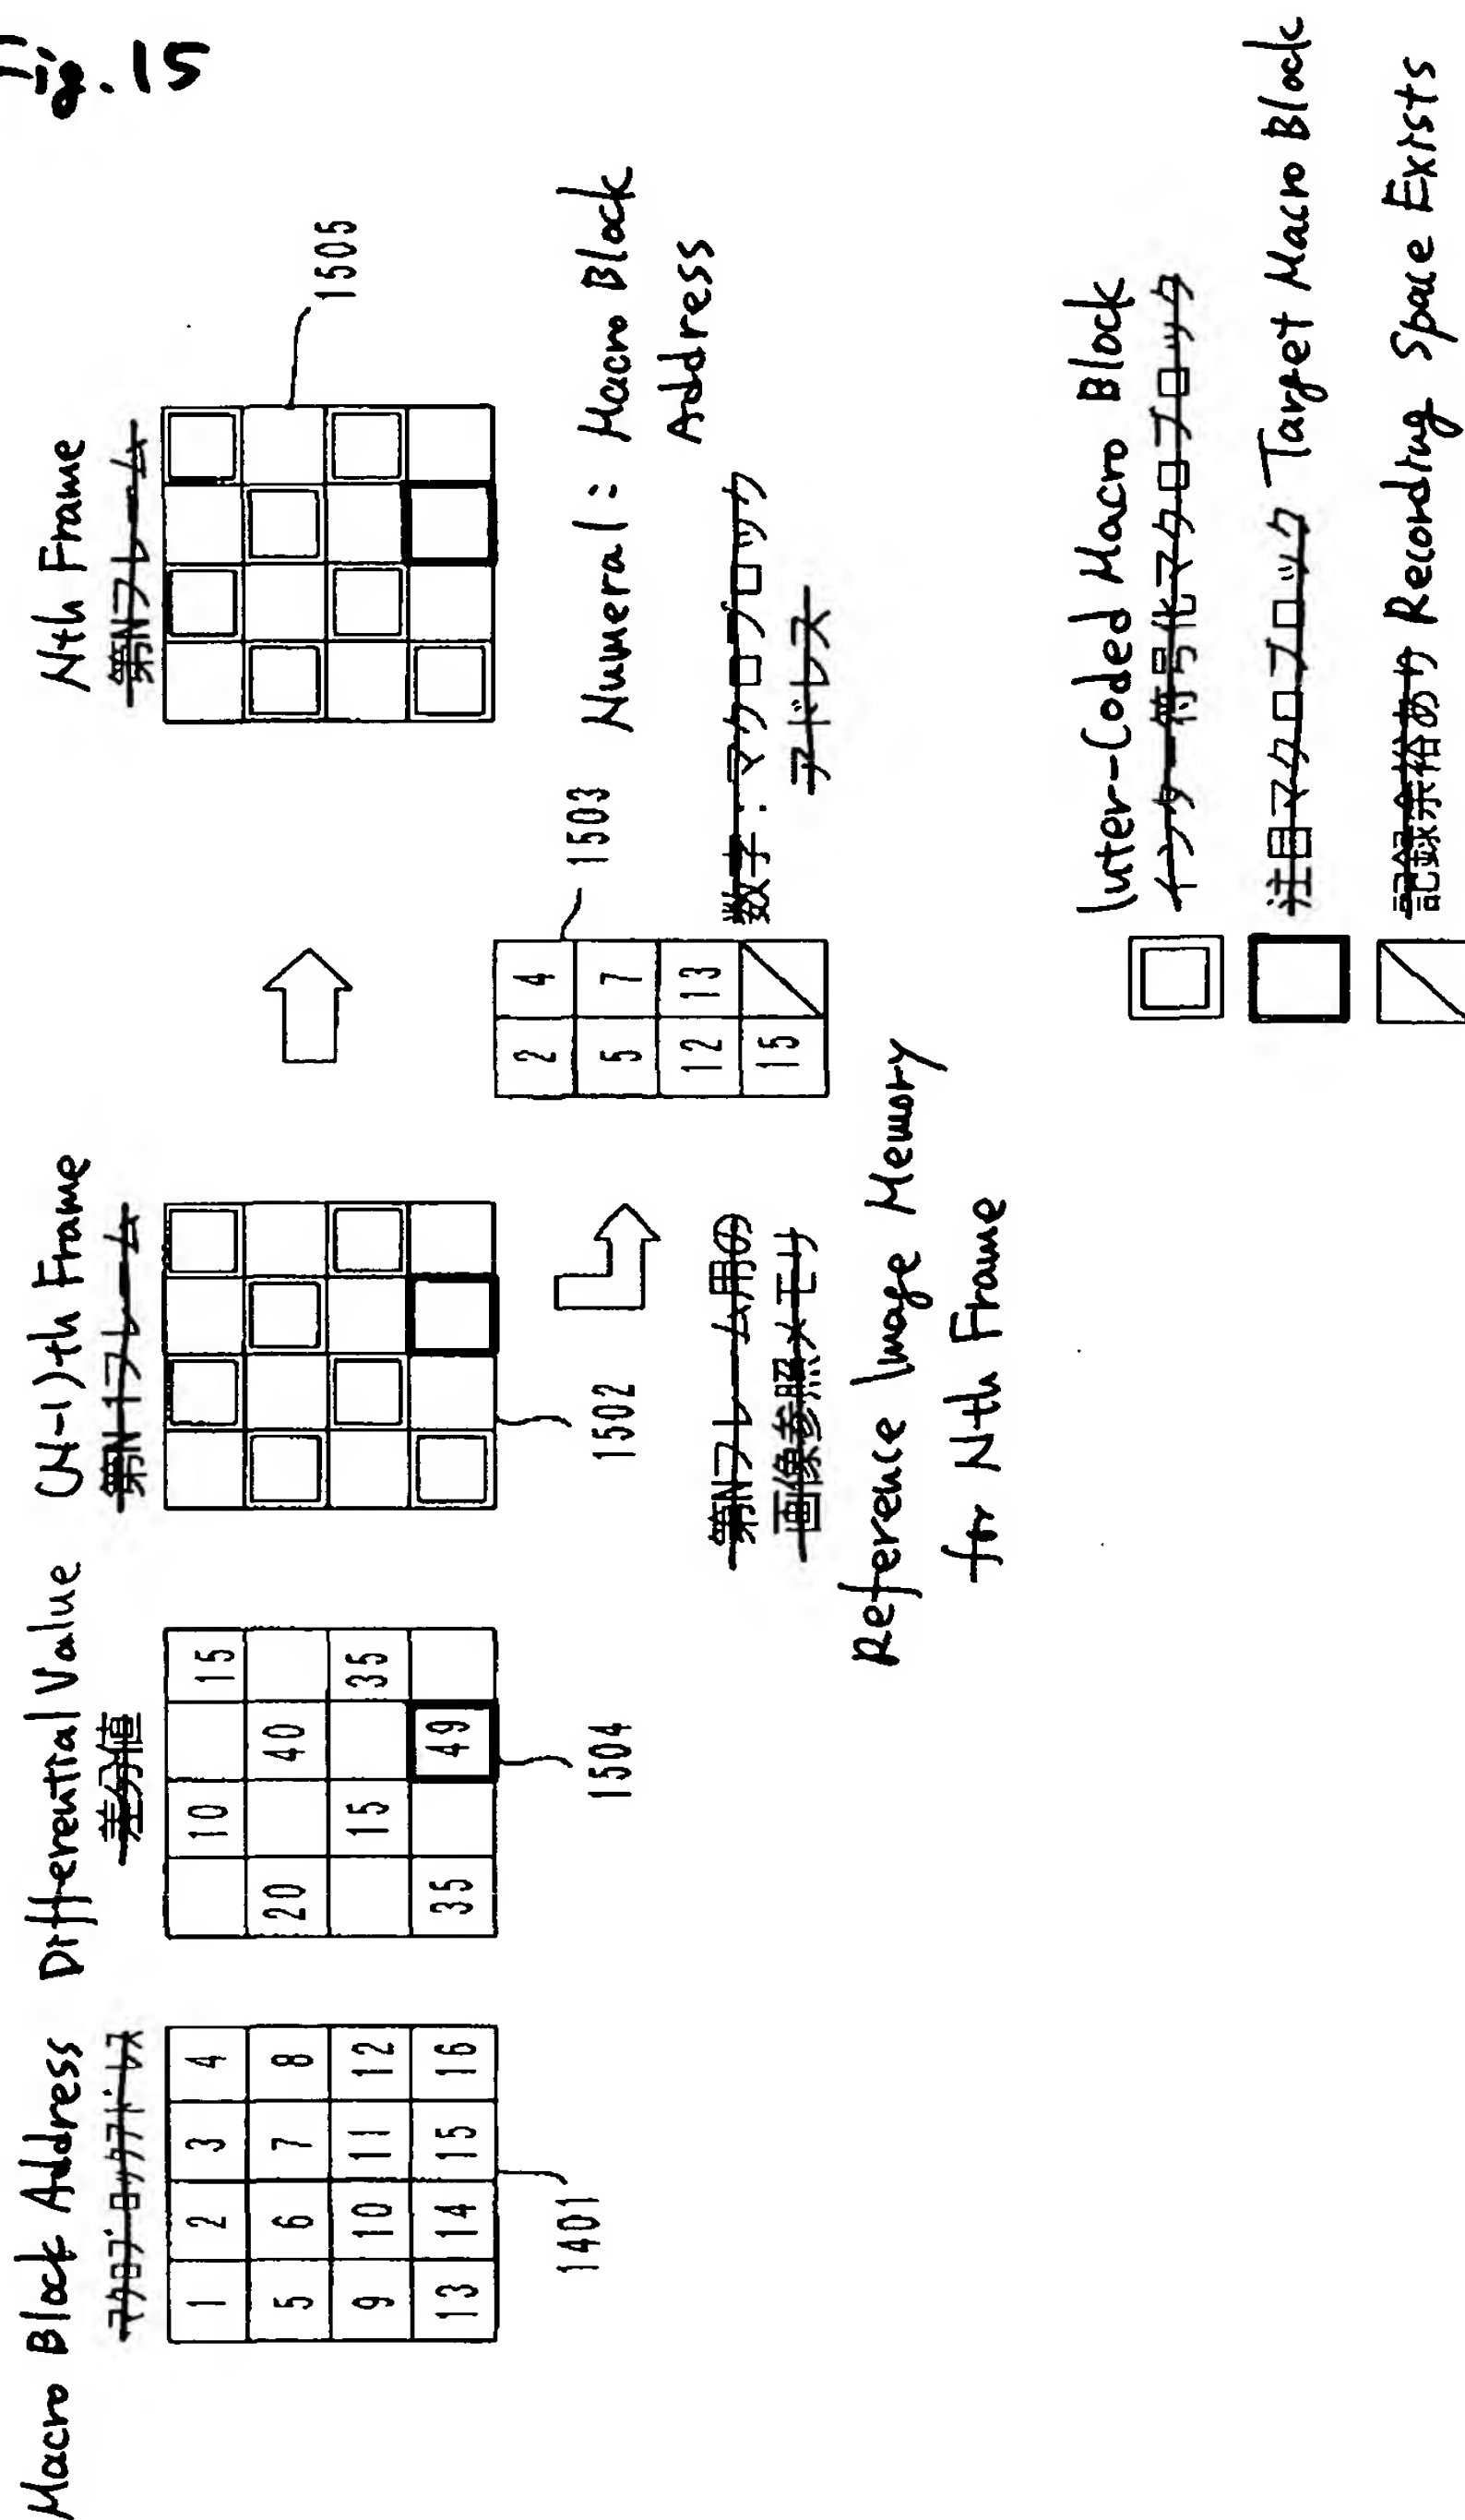 Fig. 15
Macro Block Address
マクロブロックアドレス
1 2 3 4
5 6 7 8
9 10 11 12
13 14 15 16
1401
Differential Value
差分値
10 15
20 40
15 35
35 49
1504
(N-1)th Frame
第N-1フレーム
1502
第Nフレーム用の
画像参照メモリ
Reference Image Memory
for Nth Frame
2 4
5 7
12 13
15
1503
Nth Frame
第Nフレーム
1505
Numeral: Macro Block
Address
数字：マクロブロック
アドレス
Inter-Coded Macro Block
インター符号化マクロブロック
注目マクロブロック Target Macro Block
記録余裕あり Recording Space Exists